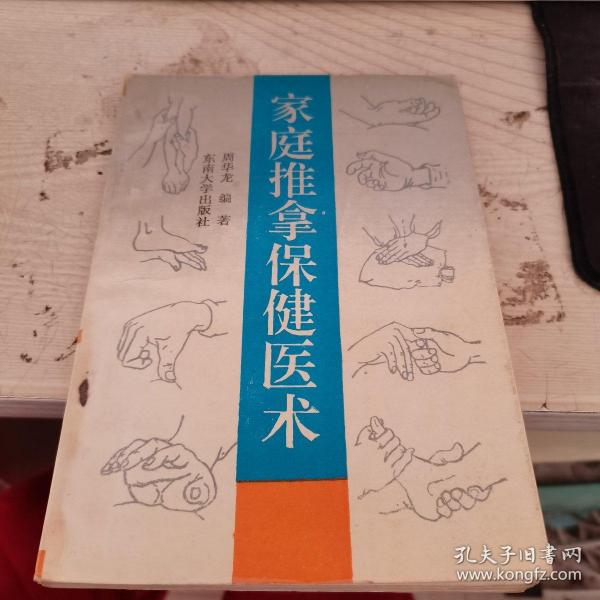 家庭推拿保健医术
周华龙 编著
东南大学出版社
孔夫子旧书网
www.kongfz.com